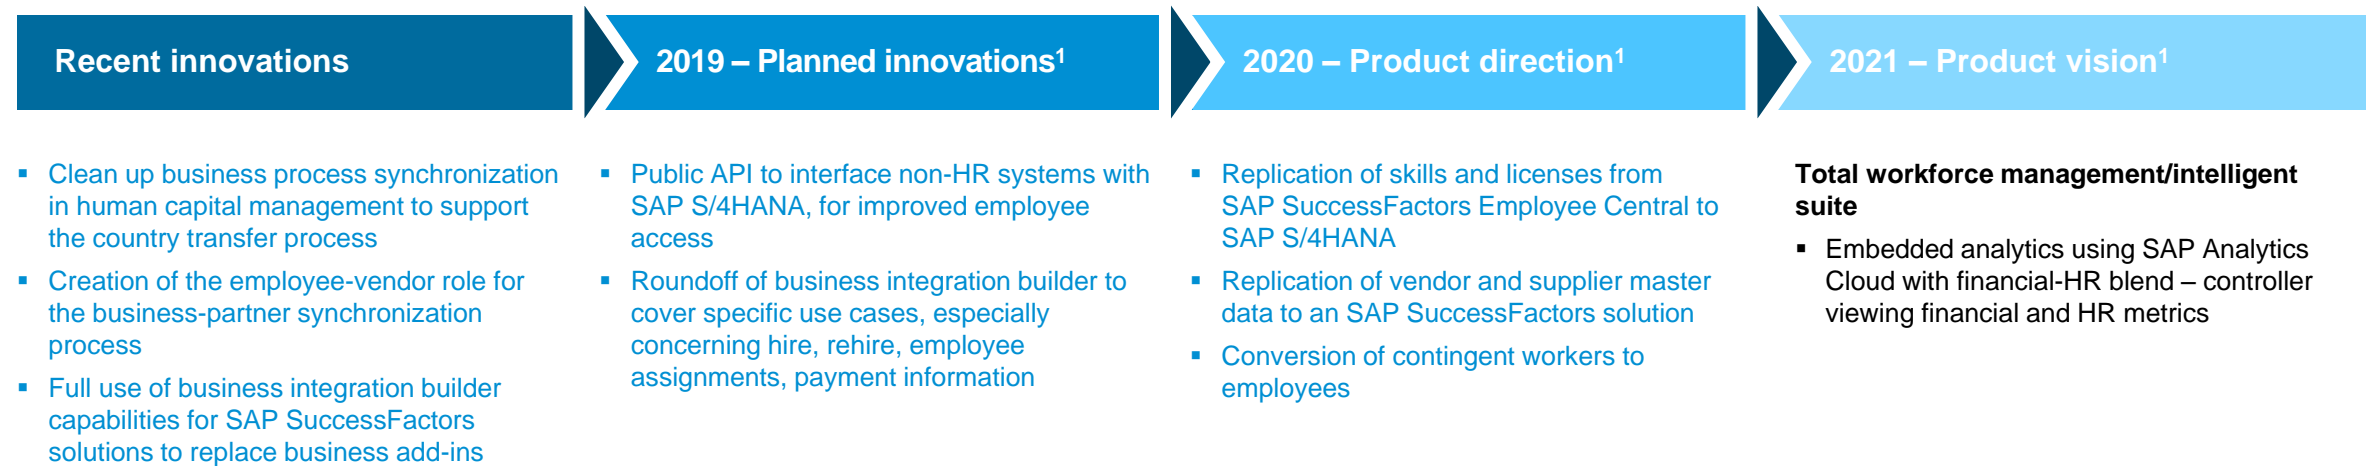 Recent innovations
2019 – Planned innovations¹
2020 – Product direction¹
2021 – Product vision¹
▪ Clean up business process synchronization
in human capital management to support
the country transfer process
▪ Creation of the employee-vendor role for
the business-partner synchronization
process
▪ Full use of business integration builder
capabilities for SAP SuccessFactors
solutions to replace business add-ins
▪ Public API to interface non-HR systems with
SAP S/4HANA, for improved employee
access
▪ Roundoff of business integration builder to
cover specific use cases, especially
concerning hire, rehire, employee
assignments, payment information
▪ Replication of skills and licenses from
SAP SuccessFactors Employee Central to
SAP S/4HANA
▪ Replication of vendor and supplier master
data to an SAP SuccessFactors solution
▪ Conversion of contingent workers to
employees
Total workforce management/intelligent
suite
▪ Embedded analytics using SAP Analytics
Cloud with financial-HR blend – controller
viewing financial and HR metrics